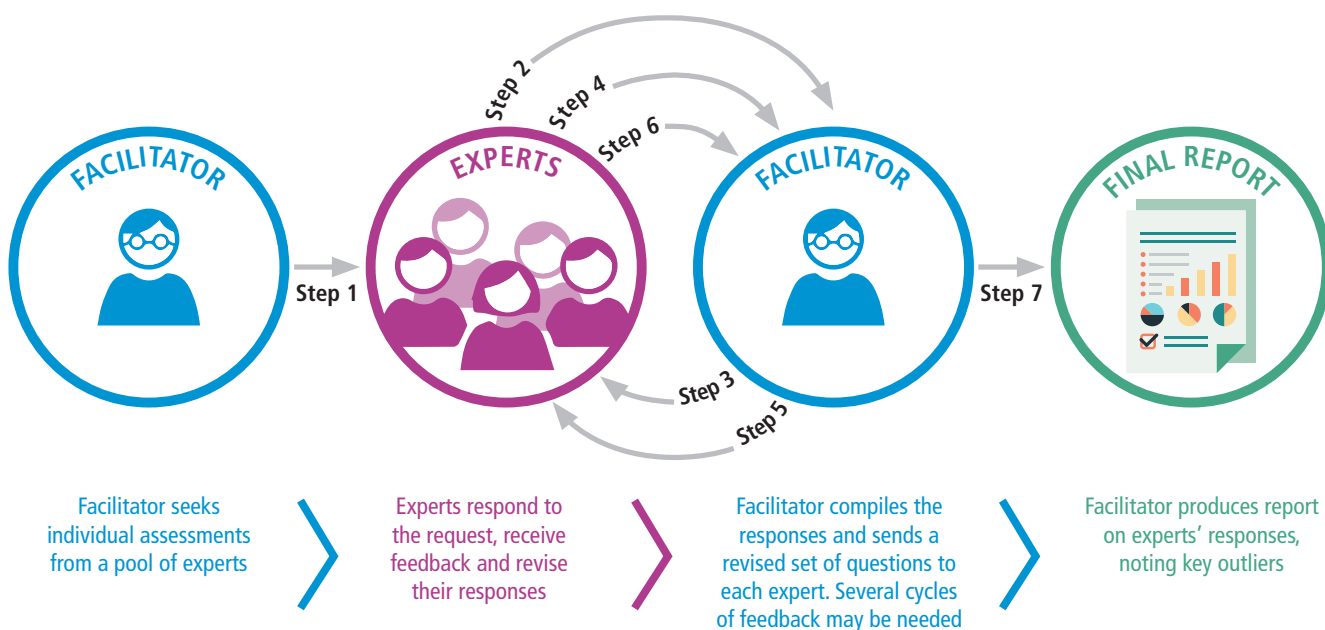 Step 2
Step 4
Step 6
FACILITATOR
EXPERTS
FACILITATOR
FINAL REPORT
Step 1
Step 7
Step 3
Step 5
Facilitator seeks
individual assessments
from a pool of experts
Experts respond to
the request, receive
feedback and revise
their responses
Facilitator compiles the
responses and sends a
revised set of questions to
each expert. Several cycles
of feedback may be needed
Facilitator produces report
on experts’ responses,
noting key outliers